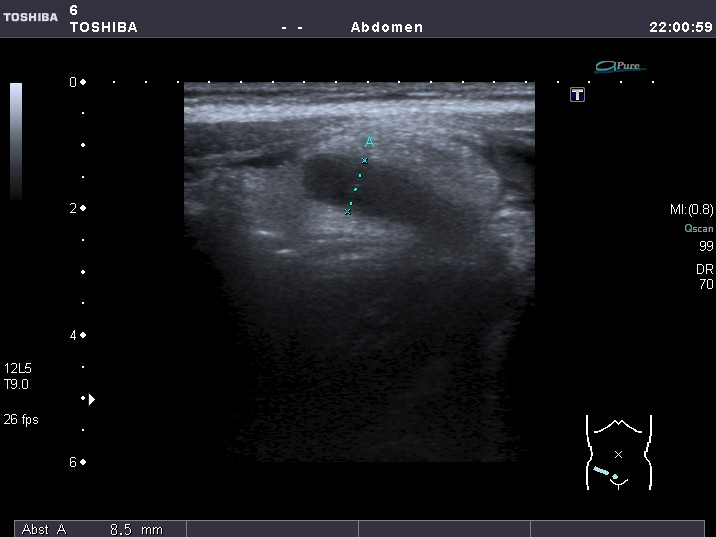 TOSHIBA
6
TOSHIBA - - Abdomen 22:00:59
aPure
T
0
A
2
4
6
MI:(0.8)
Qscan
99
DR
70
12L5
T9.0
26 fps
Abst A 8.5 mm